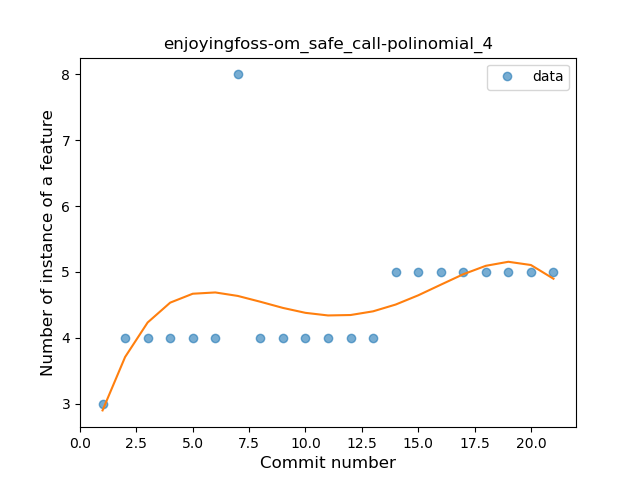 enjoyingfoss-om_safe_call-polinomial_4
data
Number of instance of a feature
8
7
6
5
4
3
0.0 2.5 5.0 7.5 10.0 12.5 15.0 17.5 20.0
Commit number